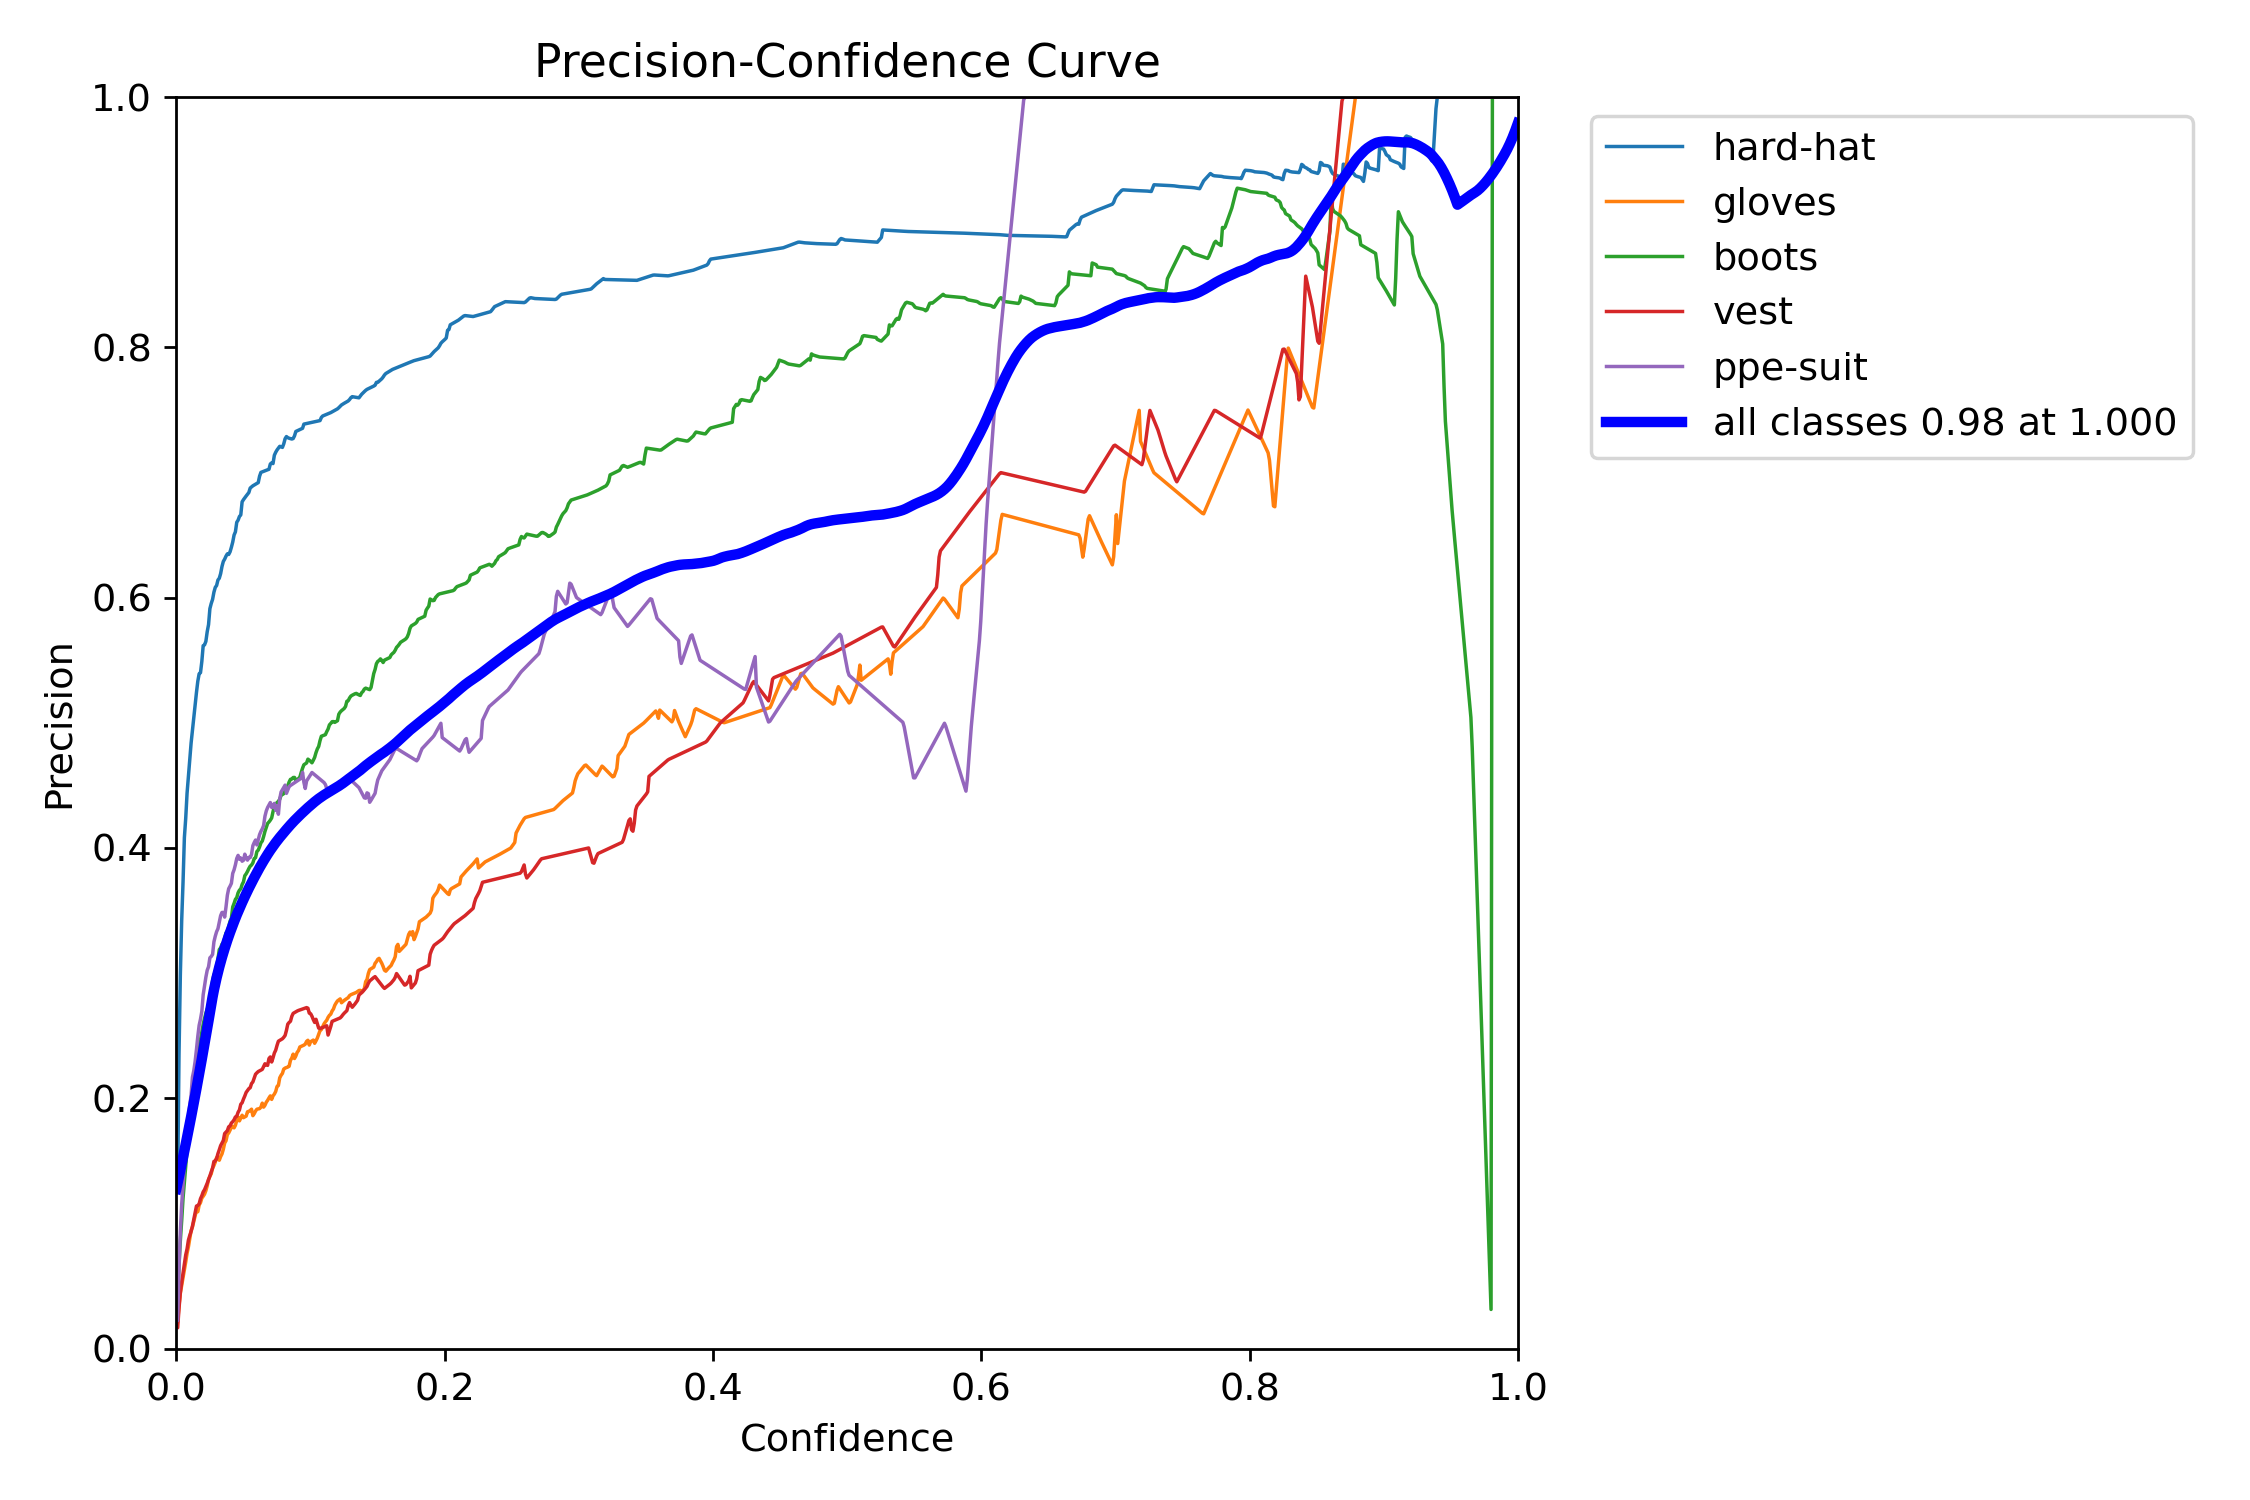 Precision-Confidence Curve
1.0
0.8
0.6
0.4
0.2
0.0
Precision
0.0 0.2 0.4 0.6 0.8 1.0
Confidence
hard-hat
gloves
boots
vest
ppe-suit
all classes 0.98 at 1.000